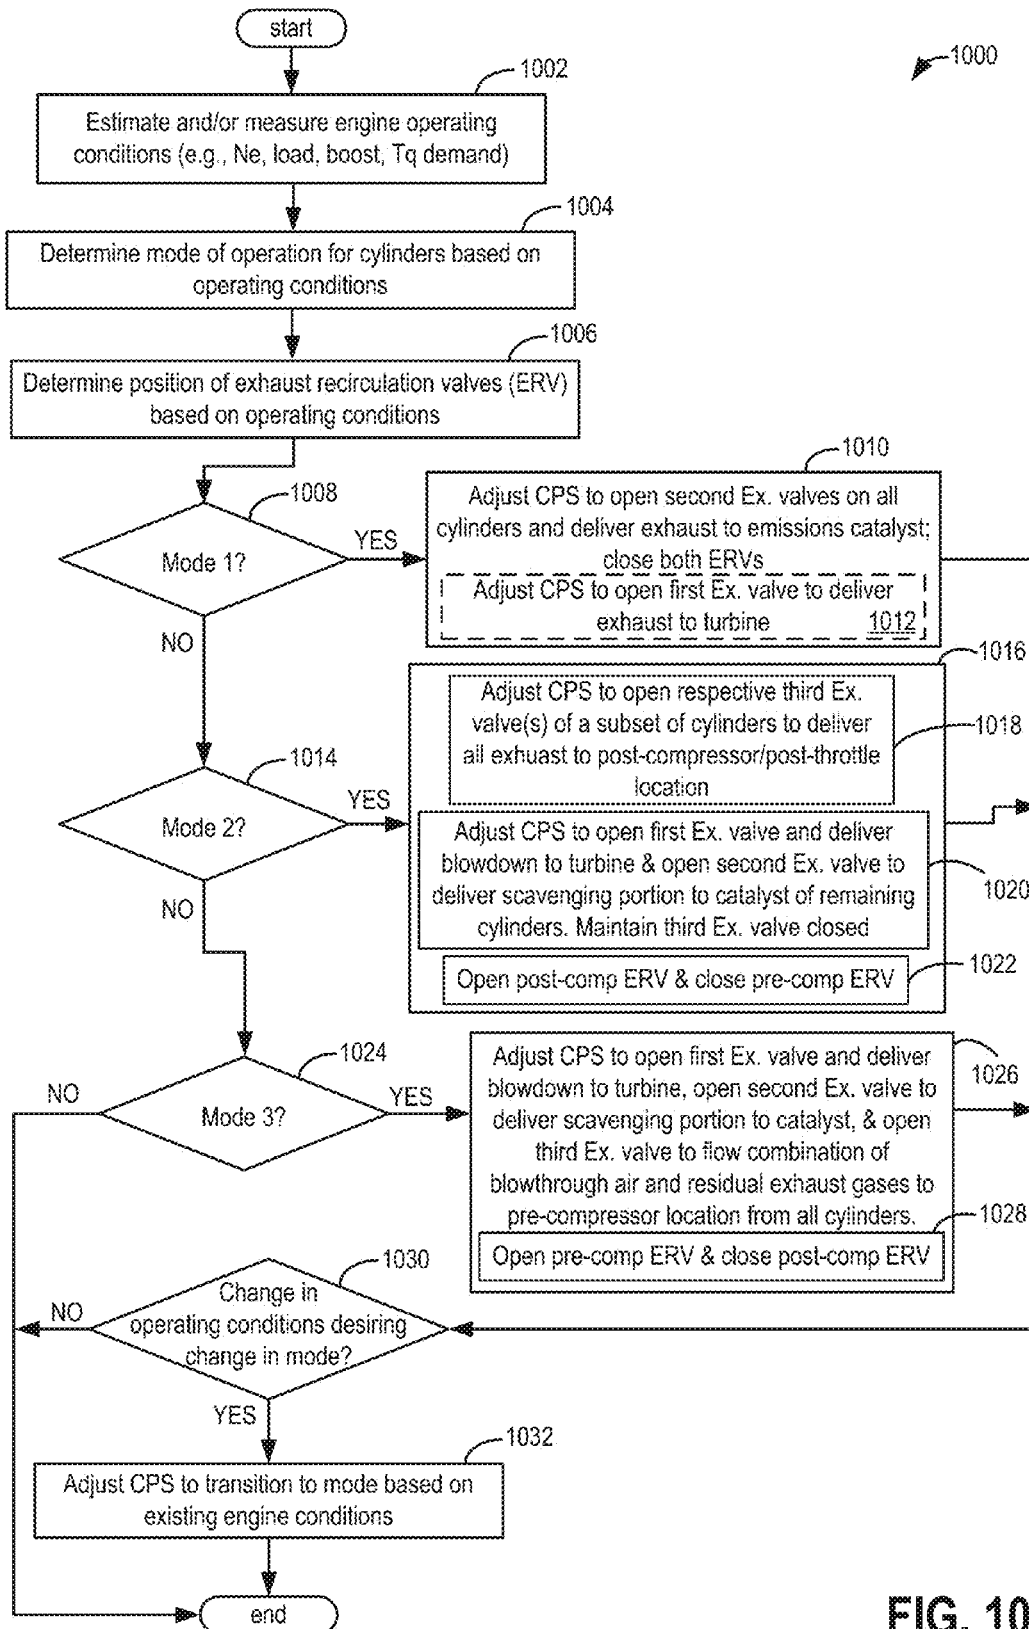 start
1000
1002
Estimate and/or measure engine operating
conditions (e.g., Ne, load, boost, Tq demand)
1004
Determine mode of operation for cylinders based on
operating conditions
1006
Determine position of exhaust recirculation valves (ERV)
based on operating conditions
1008
Mode 1?
YES
NO
1010
Adjust CPS to open second Ex. valves on all
cylinders and deliver exhaust to emissions catalyst;
close both ERVs
Adjust CPS to open first Ex. valve to deliver
exhaust to turbine 1012
1014
Mode 2?
YES
NO
1016
Adjust CPS to open respective third Ex.
valve(s) of a subset of cylinders to deliver
all exhuast to post-compressor/post-throttle
location
1018
Adjust CPS to open first Ex. valve and deliver
blowdown to turbine & open second Ex. valve to
deliver scavenging portion to catalyst of remaining
cylinders. Maintain third Ex. valve closed
1020
Open post-comp ERV & close pre-comp ERV
1022
1024
Mode 3?
NO
YES
Adjust CPS to open first Ex. valve and deliver
blowdown to turbine, open second Ex. valve to
deliver scavenging portion to catalyst, & open
third Ex. valve to flow combination of
blowthrough air and residual exhaust gases to
pre-compressor location from all cylinders.
1026
Open pre-comp ERV & close post-comp ERV
1028
1030
Change in
operating conditions desiring
change in mode?
NO
YES
1032
Adjust CPS to transition to mode based on
existing engine conditions
end
FIG. 10